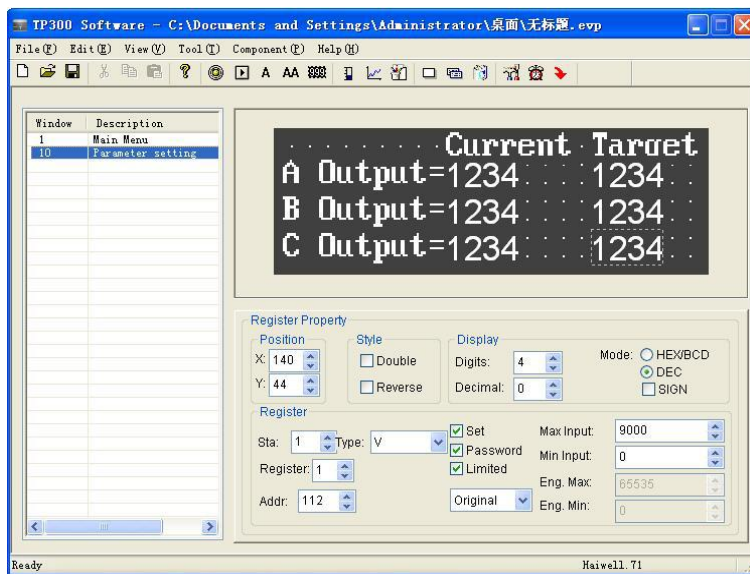 TP300 Software - C:\Documents and Settings\Administrator\桌面\无标题.evp
File(F) Edit(E) View(V) Tool(T) Component(P) Help(H)
A AA
Window Description
1 Main Menu
10 Parameter setting
Current Target
A Output=1234 1234
B Output=1234 1234
C Output=1234 1234
Register Property
Position Style Display
X: 140 Double Digits: 4 Mode: HEX/BCD
DEC
Y: 44 Reverse Decimal: 0 SIGN
Register
Sta: 1 Type: V Set Max Input: 9000
Password Min Input: 0
Register: 1 Limited
Eng. Max: 65535
Addr: 112 Original Eng. Min: 0
Ready Haiwell.71